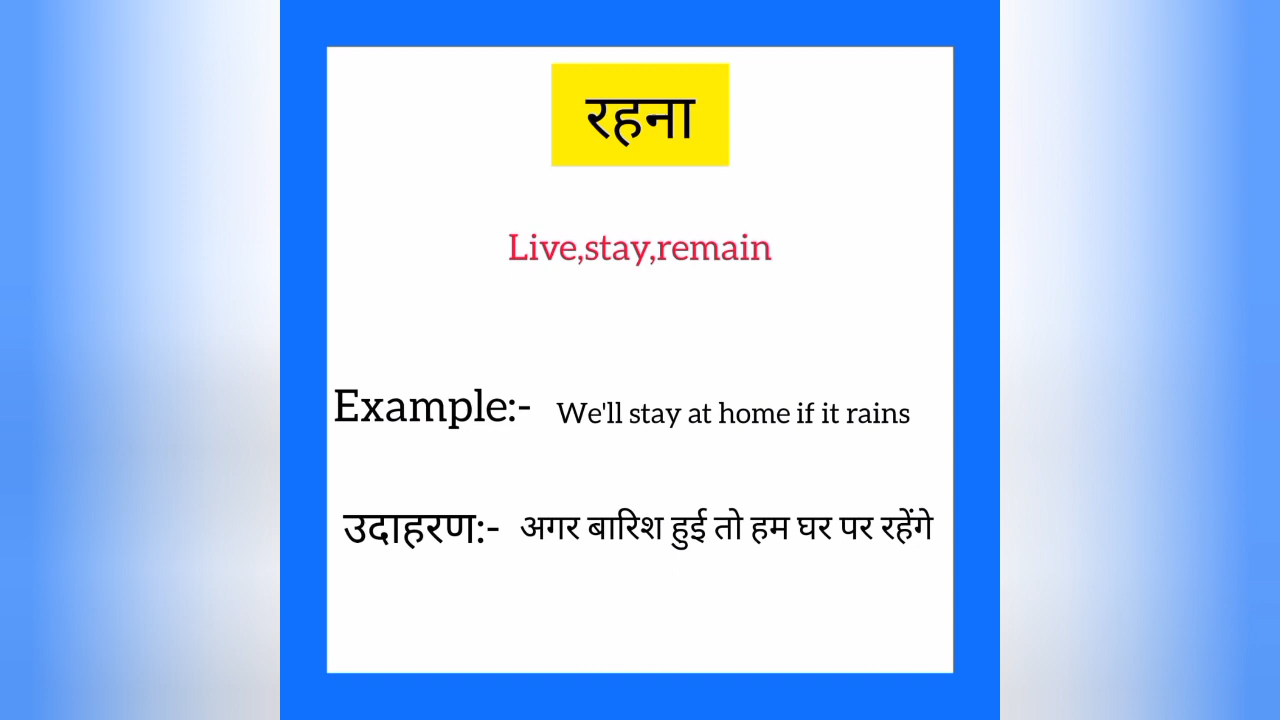 रहना
Live,stay,remain
Example:- We'll stay at home if it rains
उदाहरण:- अगर बारिश हुई तो हम घर पर रहेंगे